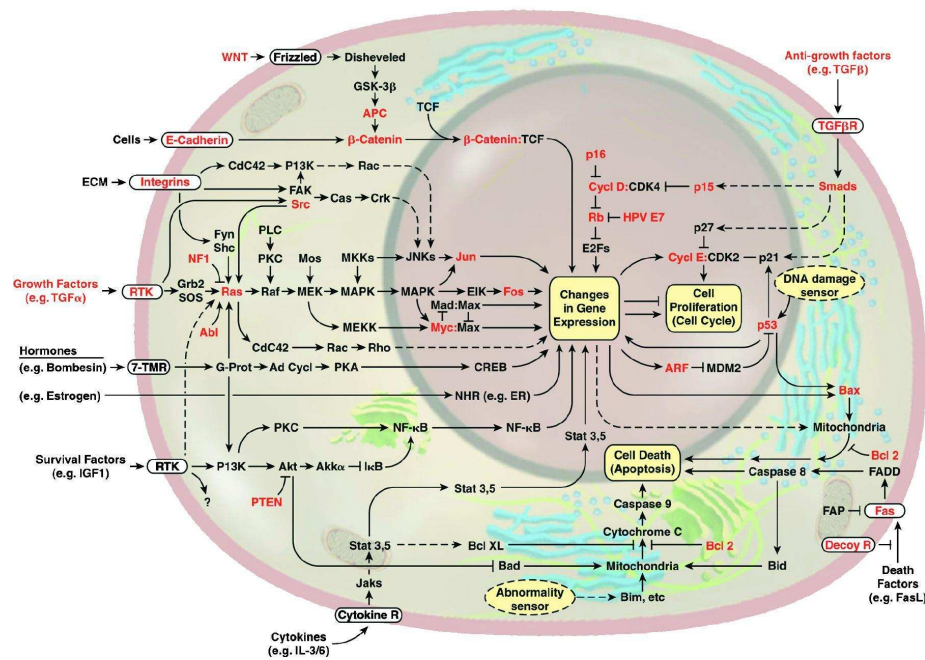 WNT
Frizzled
Disheveled
GSK-3β
APC
TCF
Cells
E-Cadherin
β-Catenin
β-Catenin:TCF
Anti-growth factors
(e.g. TGFβ)
TGFβR
Smads
p16
Cycl D:CDK4
p15
Rb
HPV E7
E2Fs
p27
Cycl E:CDK2
p21
DNA damage
sensor
CdC42
P13K
Rac
ECM
Integrins
FAK
Src
Cas
Crk
Fyn
Shc
PLC
NF1
PKC
Mos
MKKs
JNKs
Jun
Growth Factors
(e.g. TGFα)
RTK
Grb2
SOS
Ras
Raf
MEK
MAPK
MAPK
ElK
Fos
Changes
in Gene
Expression
Cell
Proliferation
(Cell Cycle)
Mad:Max
Abl
MEKK
Myc:Max
p53
CdC42
Rac
Rho
ARF
MDM2
Hormones
(e.g. Bombesin)
7-TMR
G-Prot
Ad Cycl
PKA
CREB
(e.g. Estrogen)
NHR (e.g. ER)
Bax
Mitochondria
PKC
NF-κB
NF-κB
Stat 3,5
Survival Factors
(e.g. IGF1)
RTK
P13K
Akt
Akkα
IκB
Cell Death
(Apoptosis)
Bcl 2
Caspase 8
FADD
?
PTEN
Stat 3,5
Caspase 9
FAP
Fas
Cytochrome C
Stat 3,5
Bcl XL
Bcl 2
Decoy R
Bad
Mitochondria
Bid
Death
Factors
(e.g. FasL)
Jaks
Abnormality
sensor
Bim, etc
Cytokine R
Cytokines
(e.g. IL-3/6)